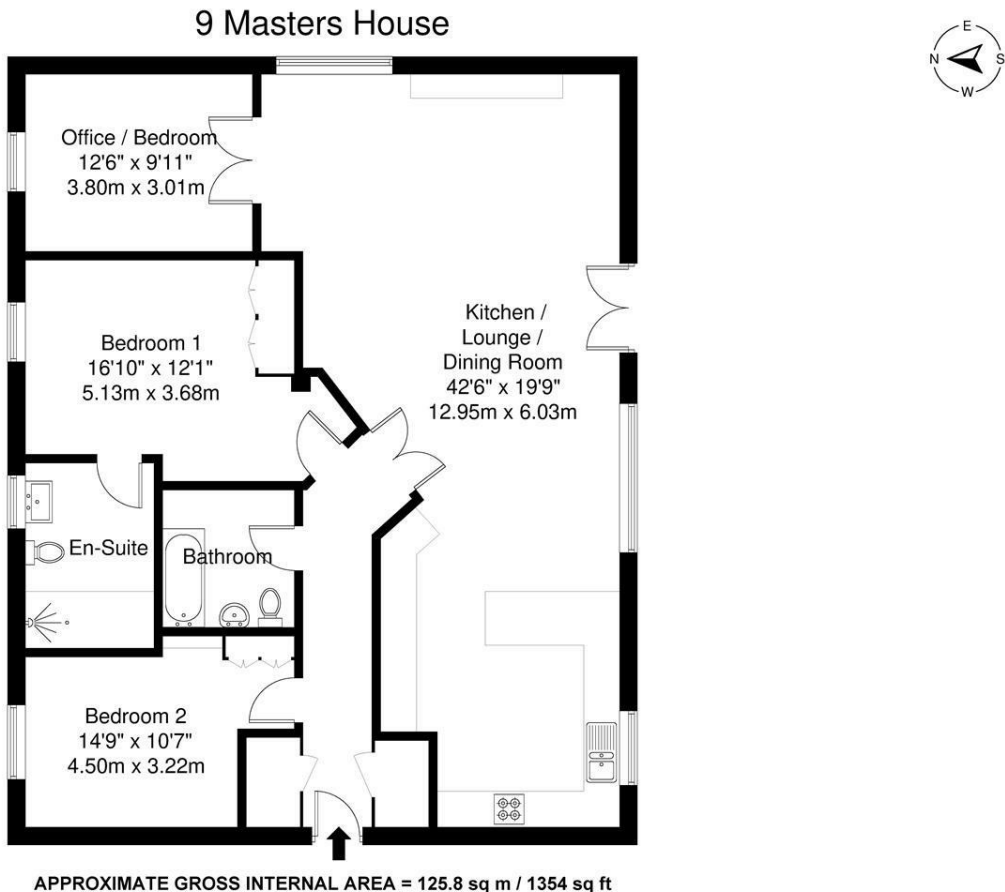 9 Masters House
E
N
S
W
Office / Bedroom
12'6" x 9'11"
3.80m x 3.01m
Bedroom 1
16'10" x 12'1"
5.13m x 3.68m
Kitchen /
Lounge /
Dining Room
42'6" x 19'9"
12.95m x 6.03m
En-Suite
Bathroom
Bedroom 2
14'9" x 10'7"
4.50m x 3.22m
APPROXIMATE GROSS INTERNAL AREA = 125.8 sq m / 1354 sq ft